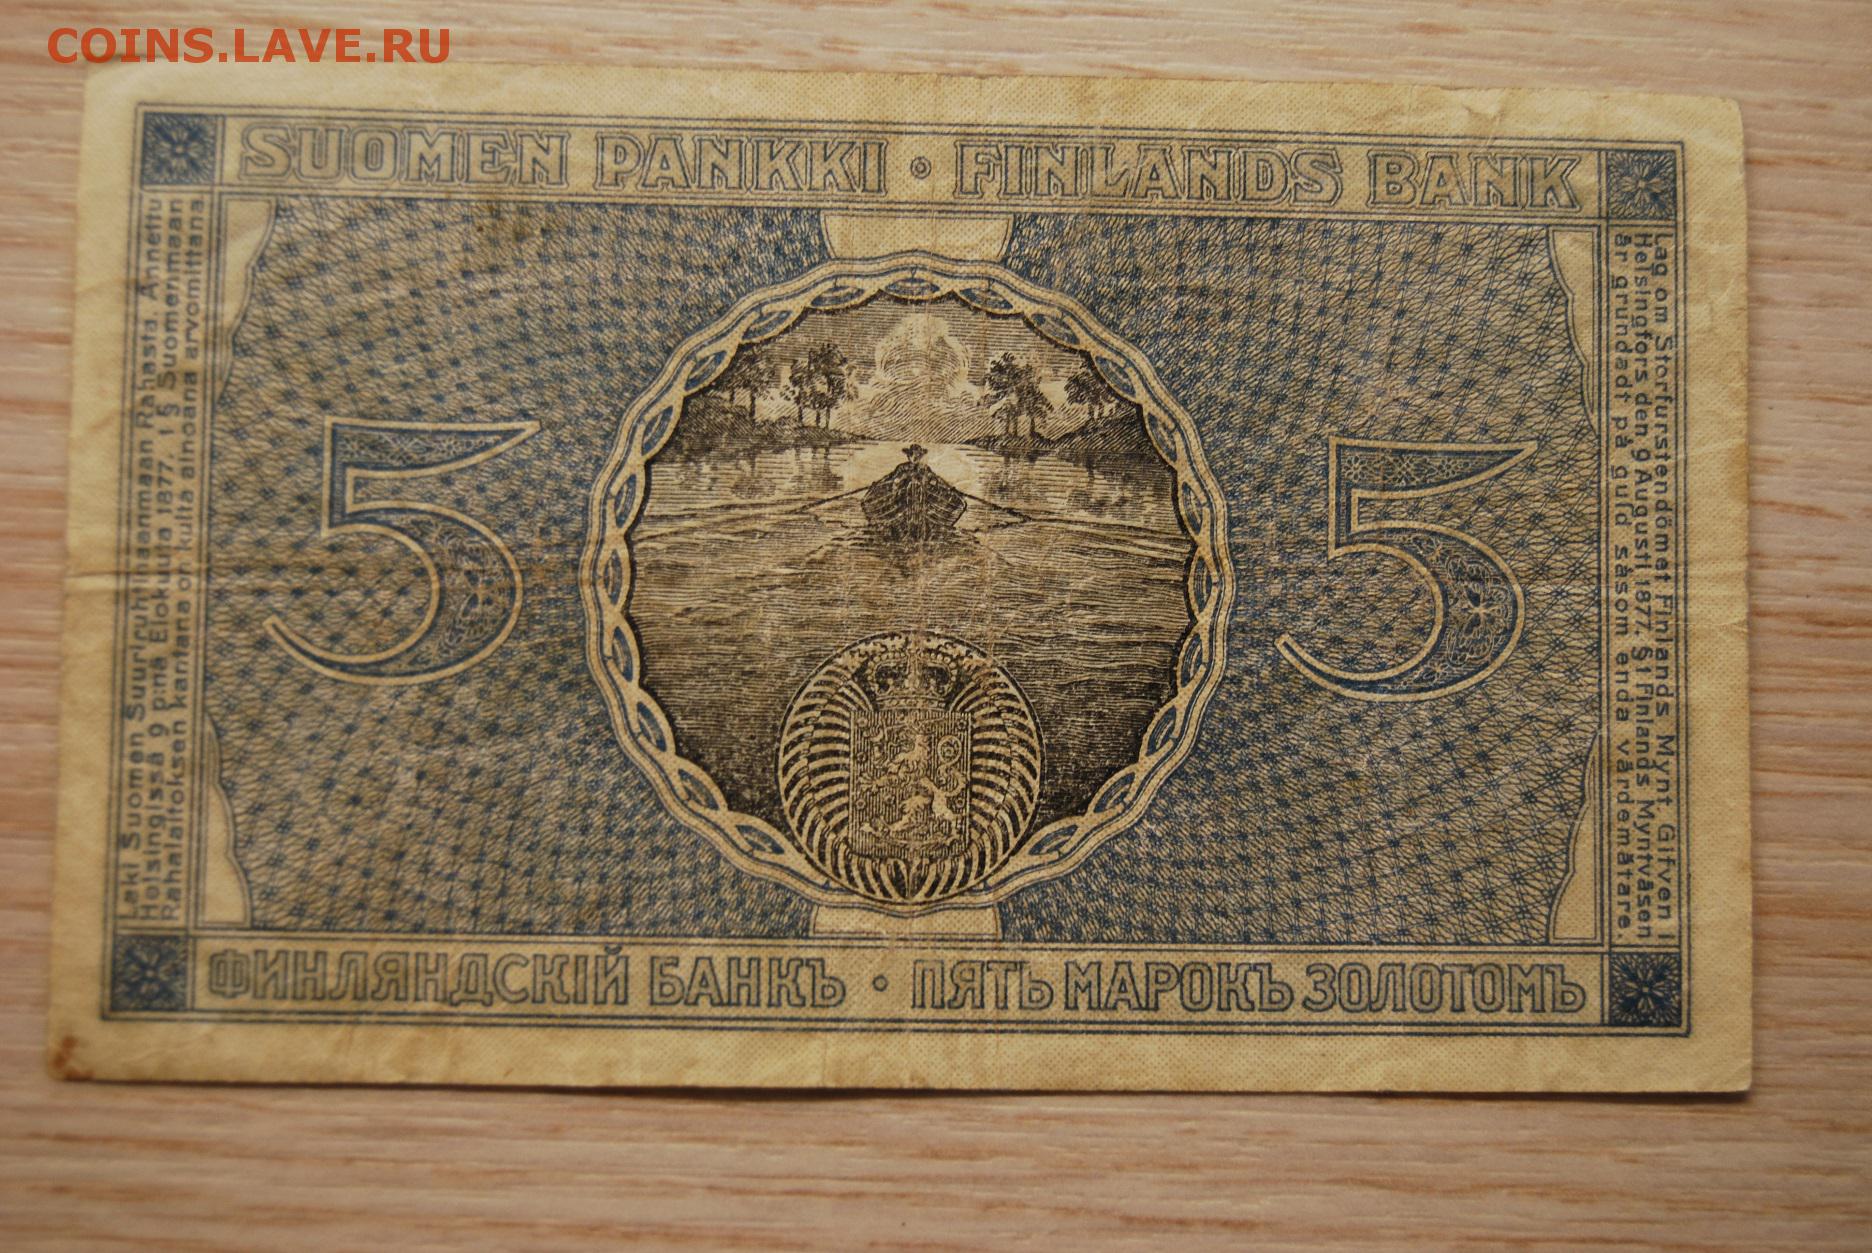 COINS.LAVE.RU
SUOMEN PANKKI • FINLANDS BANK
Laki Suomen Suuriruhtinaanmaan Rahasta. Annettu
Helsingissä 9 p:nä Elokuuta 1877. 1 § Suomenmaan
Rahalaitoksen kantana on kulta ainoana arvomittana.
5
5
Lag om Storfurstendömet Finlands Mynt. Gifven i
Helsingfors den 9 Augusti 1877. § 1 Finlands Myntväsen
är grundadt på guld såsom enda värdemätare.
ФИНЛЯНДСКІЙ БАНКЪ • ПЯТЬ МАРОКЪ ЗОЛОТОМЪ